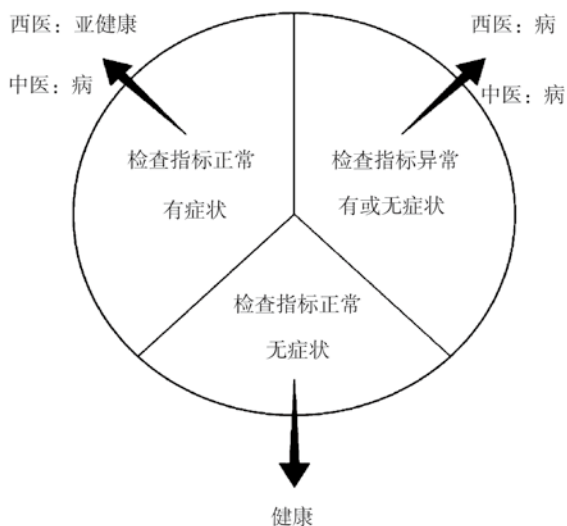 西医：亚健康
中医：病
西医：病
中医：病
检查指标正常
有症状
检查指标异常
有或无症状
检查指标正常
无症状
健康